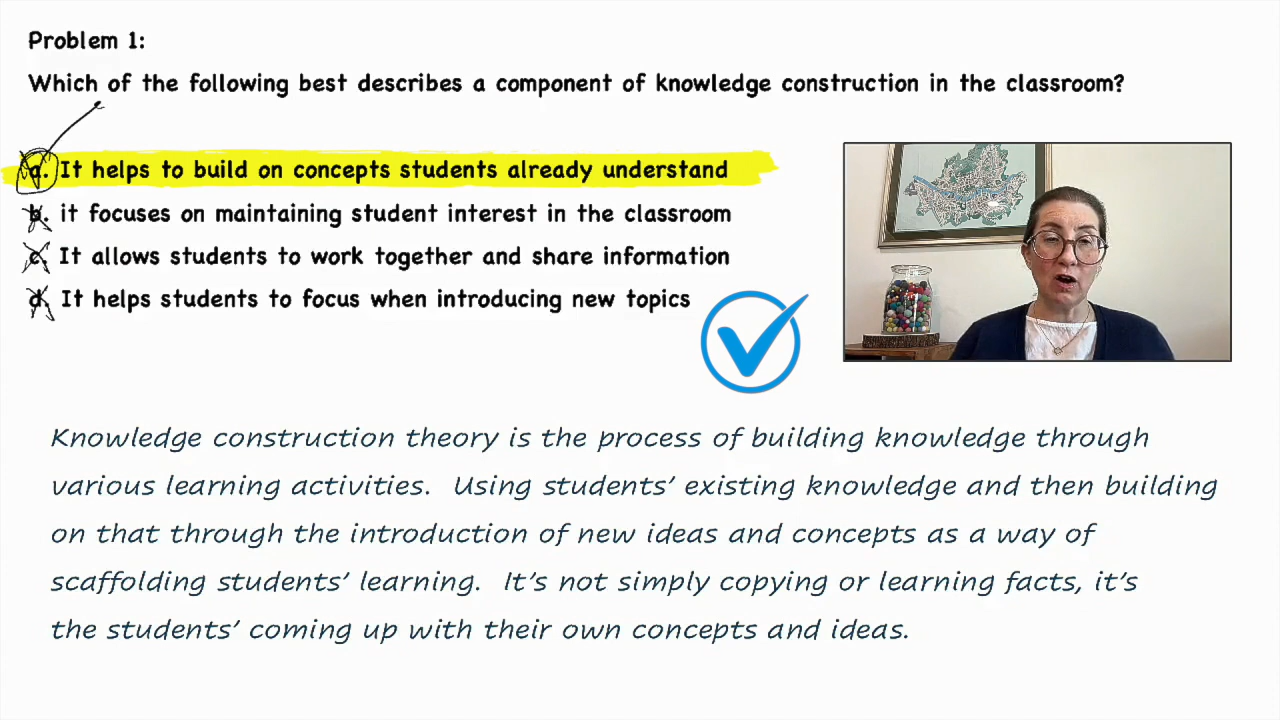 Problem 1:
Which of the following best describes a component of knowledge construction in the classroom?
a. It helps to build on concepts students already understand
b. it focuses on maintaining student interest in the classroom
c. It allows students to work together and share information
d. It helps students to focus when introducing new topics
Knowledge construction theory is the process of building knowledge through
various learning activities. Using students' existing knowledge and then building
on that through the introduction of new ideas and concepts as a way of
scaffolding students' learning. It's not simply copying or learning facts, it's
the students' coming up with their own concepts and ideas.